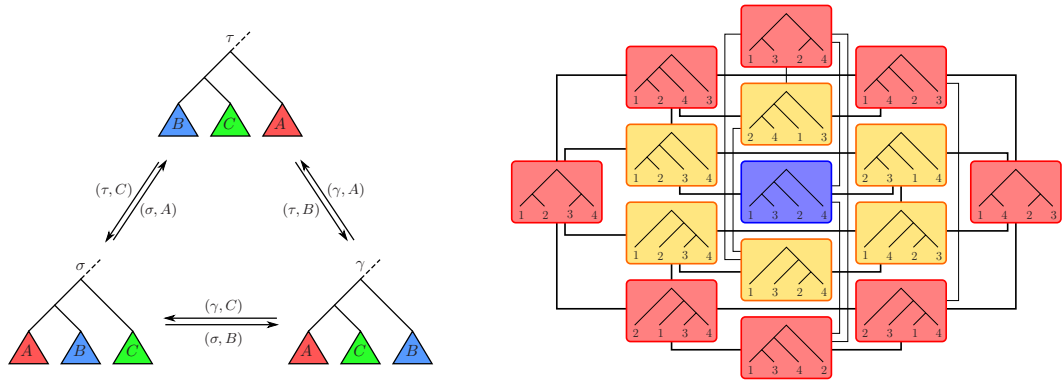 τ
B C A
(τ, C)
(σ, A)
(γ, A)
(τ, B)
σ
γ
(γ, C)
(σ, B)
A B C
A C B
1 3 2 4
1 2 4 3
1 4 2 3
2 4 1 3
1 2 3 4
2 3 1 4
1 2 3 4
1 3 2 4
1 4 2 3
1 2 3 4
1 4 2 3
1 3 2 4
2 1 3 4
2 3 1 4
1 3 4 2